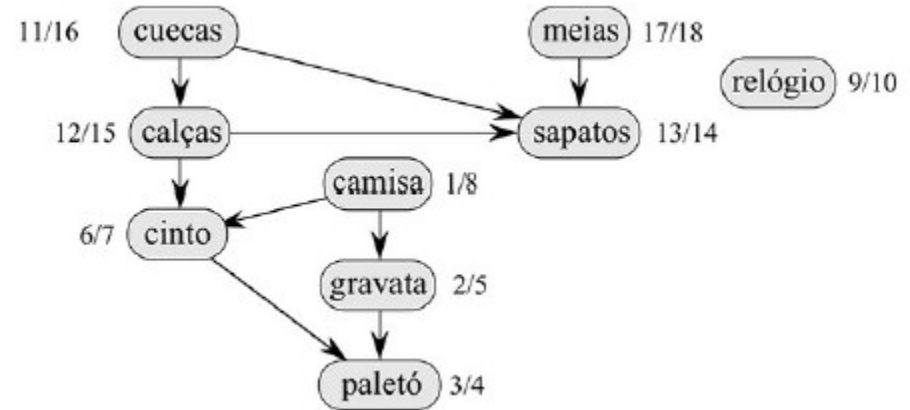 11/16 cuecas
meias 17/18
relógio 9/10
12/15 calças
sapatos 13/14
camisa 1/8
6/7 cinto
gravata 2/5
paletó 3/4